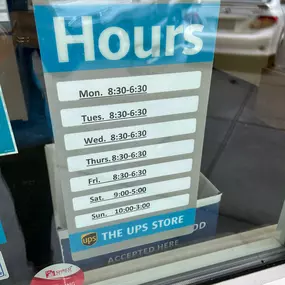 Hours
Mon. 8:30-6:30
Tues. 8:30-6:30
Wed. 8:30-6:30
Thurs. 8:30-6:30
Fri. 8:30-6:30
Sat. 9:00-5:00
Sun. 10:00-3:00
ups THE UPS STORE
ACCEPTED HERE